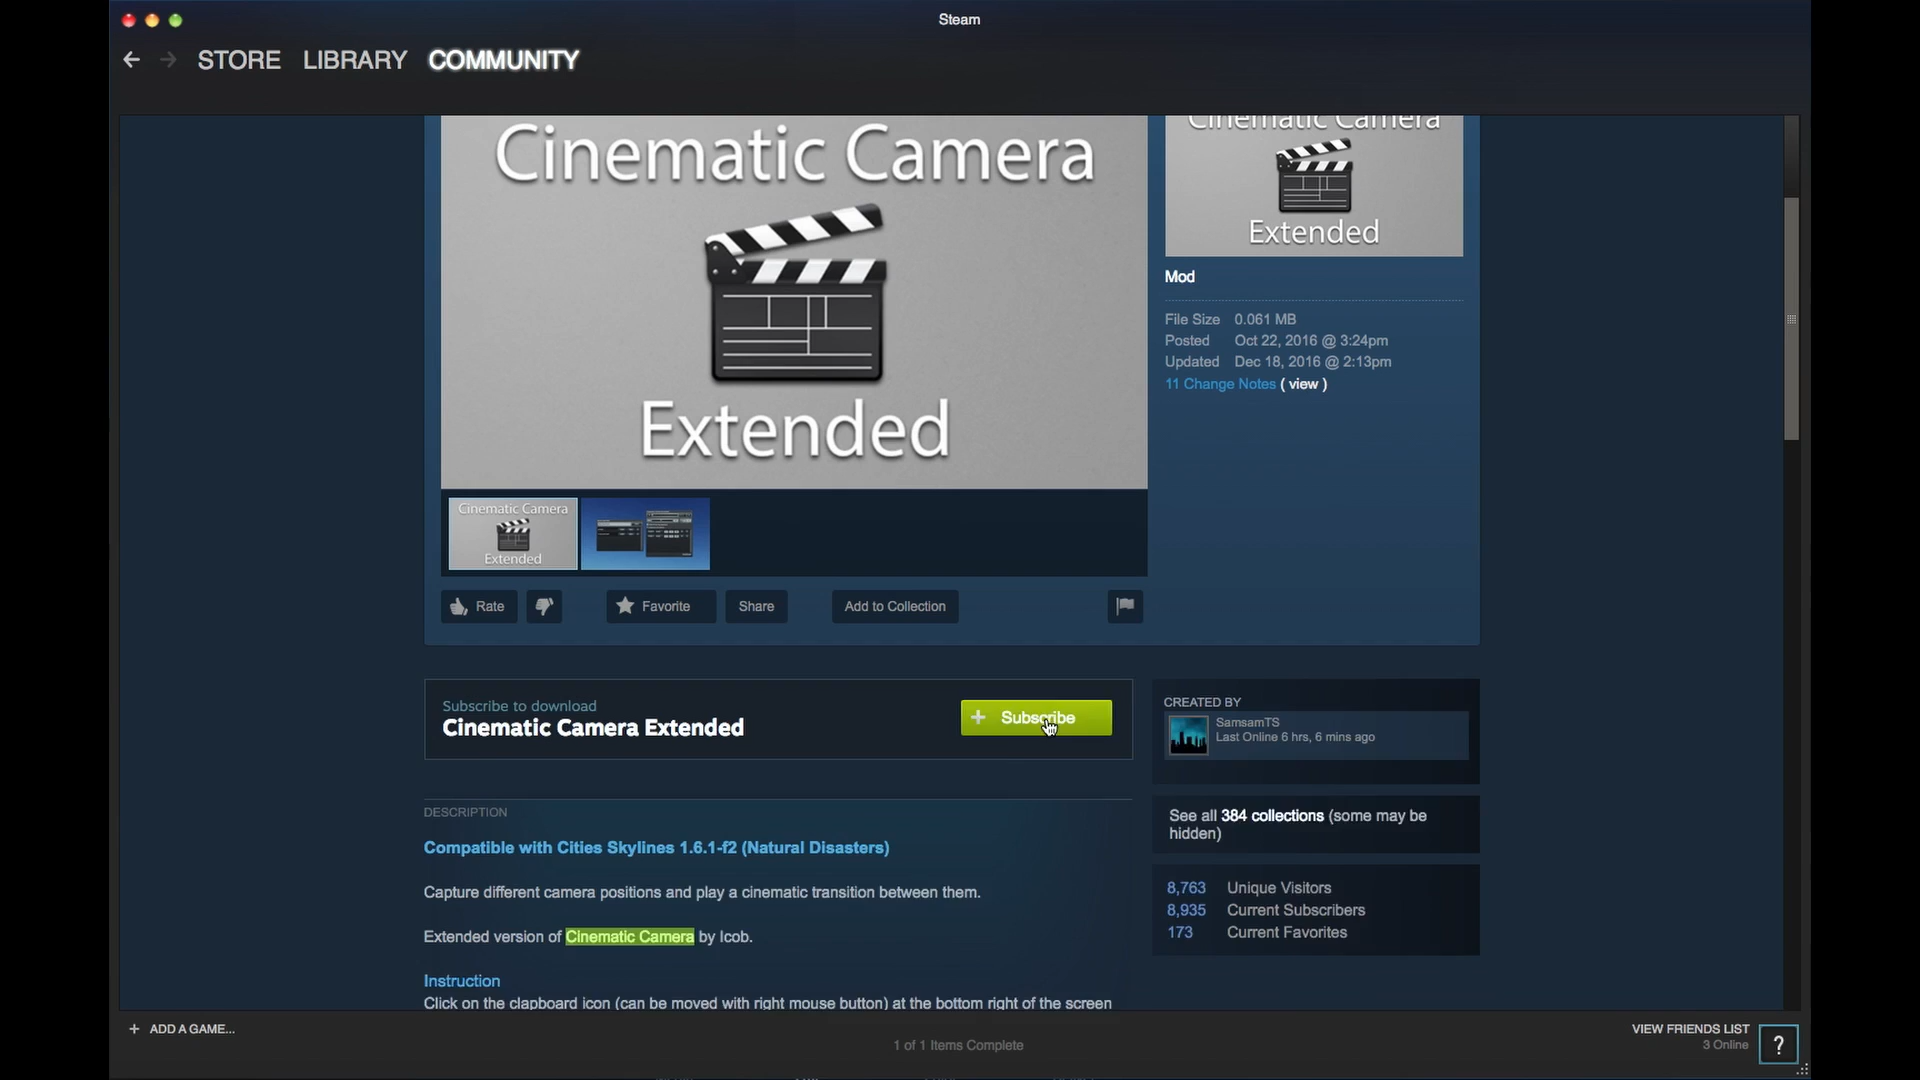 Steam
STORE LIBRARY COMMUNITY
Cinematic Camera
Extended
Cinematic Camera
Extended
Mod
File Size 0.061 MB
Posted Oct 22, 2016 @ 3:24pm
Updated Dec 18, 2016 @ 2:13pm
11 Change Notes ( view )
Cinematic Camera
Extended
Rate
Favorite
Share
Add to Collection
Subscribe to download
Cinematic Camera Extended
+ Subscribe
CREATED BY
SamsamTS
Last Online 6 hrs, 6 mins ago
DESCRIPTION
Compatible with Cities Skylines 1.6.1-f2 (Natural Disasters)
Capture different camera positions and play a cinematic transition between them.
Extended version of Cinematic Camera by Icob.
Instruction
Click on the clapboard icon (can be moved with right mouse button) at the bottom right of the screen
See all 384 collections (some may be
hidden)
8,763 Unique Visitors
8,935 Current Subscribers
173 Current Favorites
+ ADD A GAME...
1 of 1 Items Complete
VIEW FRIENDS LIST
3 Online
?